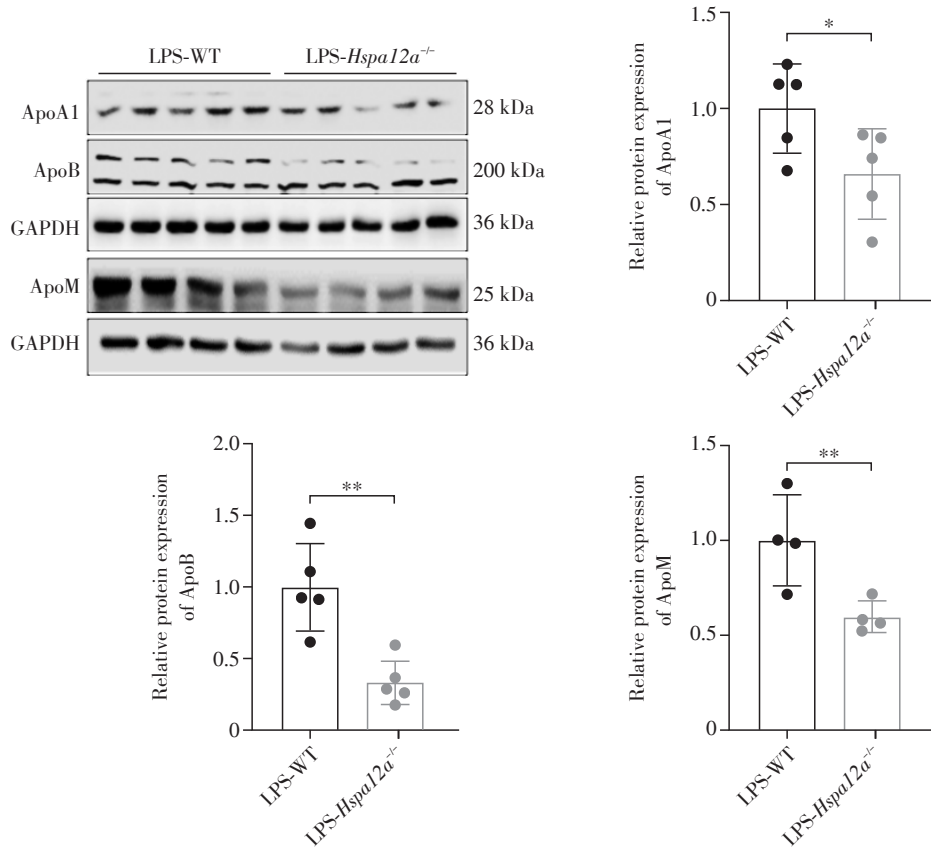 LPS-WT LPS-Hspa12a⁻/⁻
ApoA1 28 kDa
ApoB 200 kDa
GAPDH 36 kDa
ApoM 25 kDa
GAPDH 36 kDa
Relative protein expression
of ApoA1
1.5
1.0
0.5
0
*
LPS-WT
LPS-Hspa12a⁻/⁻
Relative protein expression
of ApoB
2.0
1.5
1.0
0.5
0
**
LPS-WT
LPS-Hspa12a⁻/⁻
Relative protein expression
of ApoM
1.5
1.0
0.5
0
**
LPS-WT
LPS-Hspa12a⁻/⁻